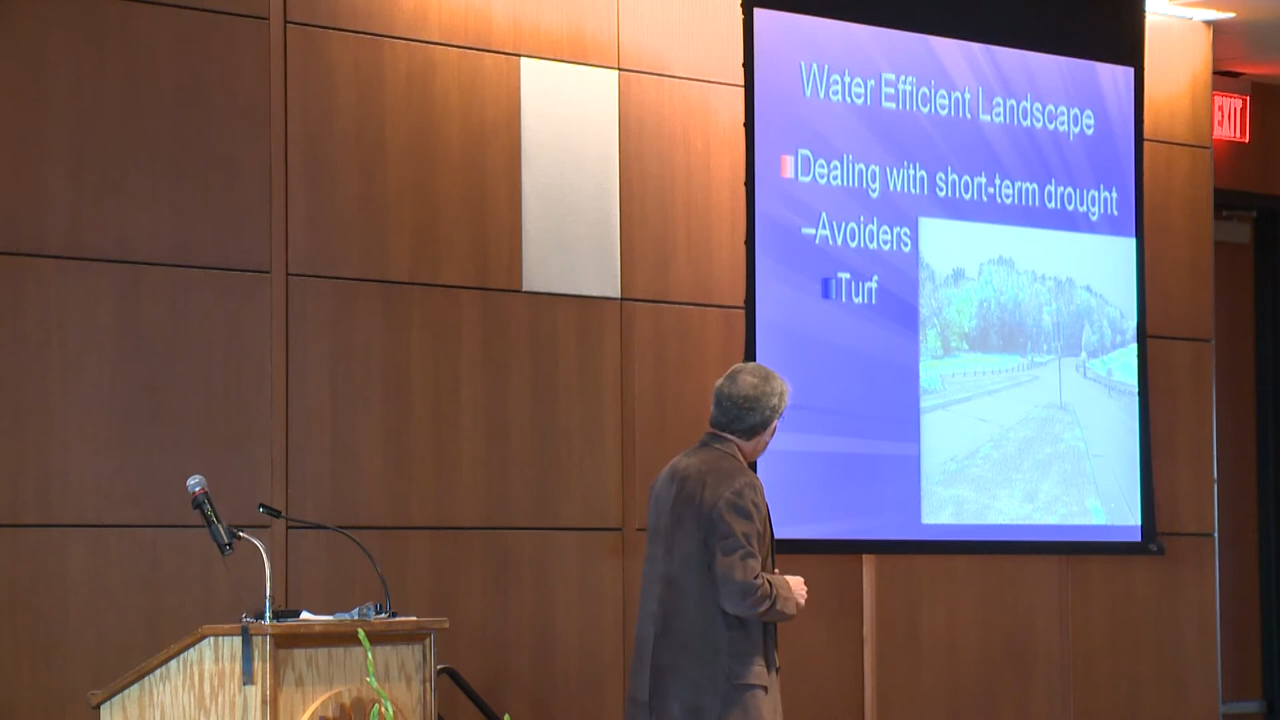 Water Efficient Landscape
Dealing with short-term drought
–Avoiders
Turf
EXIT